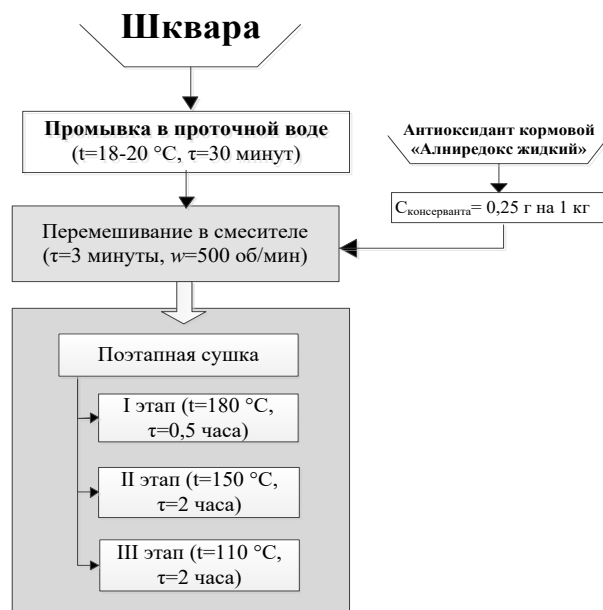 Шквара
Промывка в проточной воде
(t=18-20 °C, τ=30 минут)
Антиоксидант кормовой
«Алниредокс жидкий»
Cконсерванта= 0,25 г на 1 кг
Перемешивание в смесителе
(τ=3 минуты, w=500 об/мин)
Поэтапная сушка
I этап (t=180 °C,
τ=0,5 часа)
II этап (t=150 °C,
τ=2 часа)
III этап (t=110 °C,
τ=2 часа)